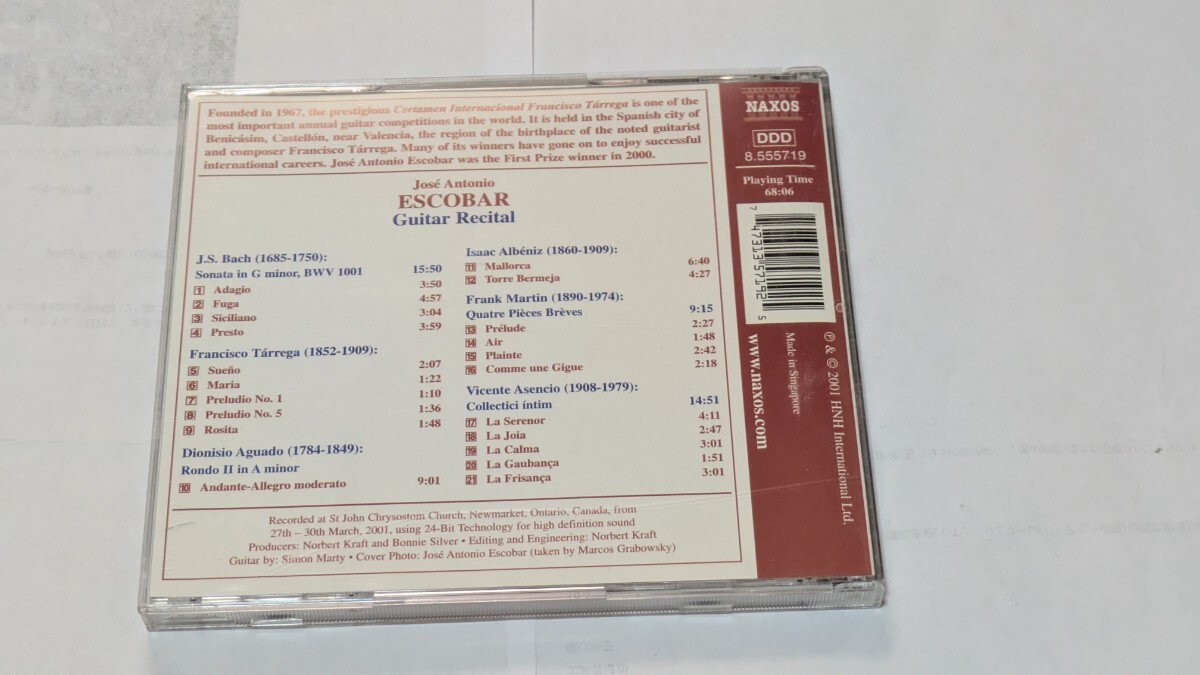 Founded in 1967, the prestigious Certamen Internacional Francisco Tárrega is one of the
most important annual guitar competitions in the world. It is held in the Spanish city of
Benicásim, Castellón, near Valencia, the region of the birthplace of the noted guitarist
and composer Francisco Tárrega. Many of its winners have gone on to enjoy successful
international careers. José Antonio Escobar was the First Prize winner in 2000.
José Antonio
ESCOBAR
Guitar Recital
J.S. Bach (1685-1750):
Sonata in G minor, BWV 1001 15:50
1 Adagio 3:50
2 Fuga 4:57
3 Siciliano 3:04
4 Presto 3:59
Francisco Tárrega (1852-1909):
5 Sueño 2:07
6 Maria 1:22
7 Preludio No. 1 1:10
8 Preludio No. 5 1:36
9 Rosita 1:48
Dionisio Aguado (1784-1849):
Rondo II in A minor
10 Andante-Allegro moderato 9:01
Isaac Albéniz (1860-1909):
11 Mallorca 6:40
12 Torre Bermeja 4:27
Frank Martin (1890-1974):
Quatre Pièces Brèves 9:15
13 Prélude 2:27
14 Air 1:48
15 Plainte 2:42
16 Comme une Gigue 2:18
Vicente Asencio (1908-1979):
Collectici íntim 14:51
17 La Serenor 4:11
18 La Joia 2:47
19 La Calma 3:01
20 La Gaubança 1:51
21 La Frisança 3:01
Recorded at St John Chrysostom Church, Newmarket, Ontario, Canada, from
27th – 30th March, 2001, using 24-Bit Technology for high definition sound
Producers: Norbert Kraft and Bonnie Silver • Editing and Engineering: Norbert Kraft
Guitar by: Simon Marty • Cover Photo: José Antonio Escobar (taken by Marcos Grabowsky)
NAXOS
DDD
8.555719
Playing Time
68:06
7 47313 57192 5
℗ & © 2001 HNH International Ltd.
Made in Singapore
www.naxos.com